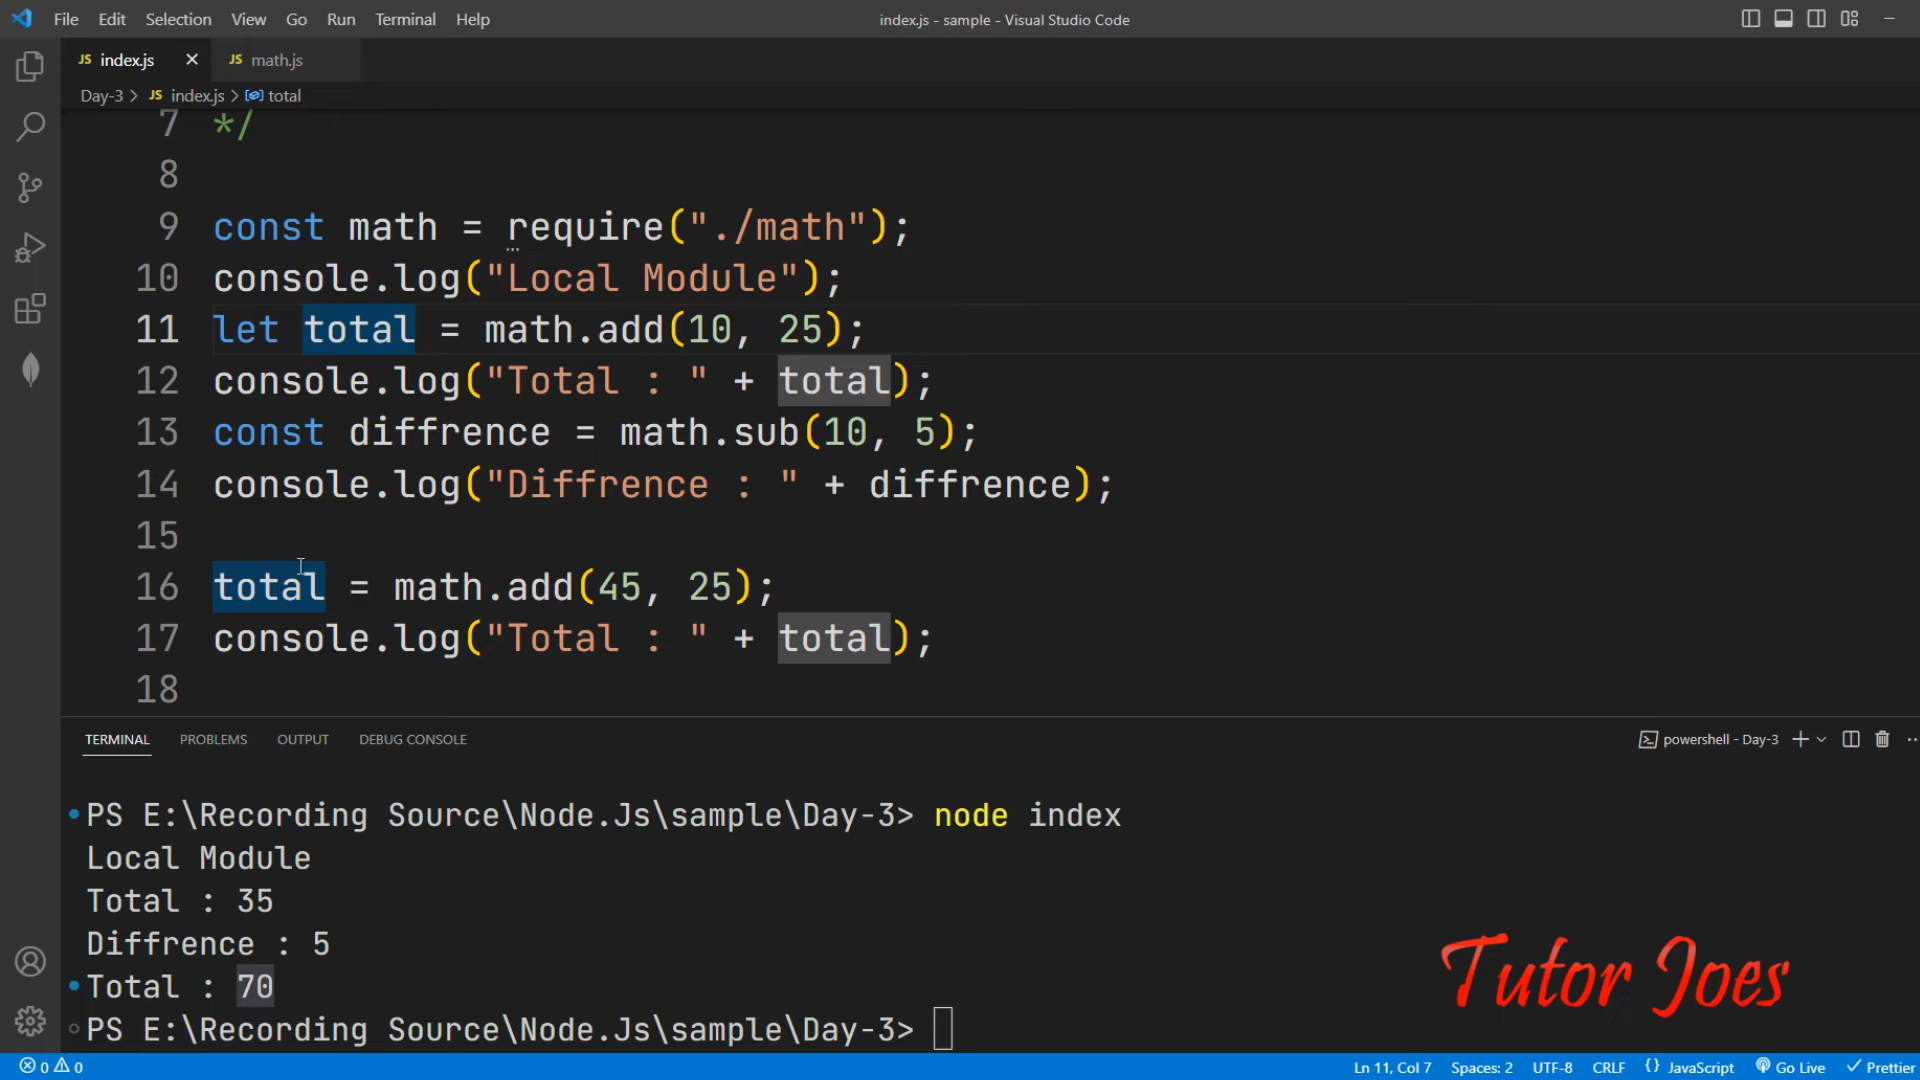 File Edit Selection View Go Run Terminal Help
index.js - sample - Visual Studio Code
JS index.js JS math.js
Day-3 > JS index.js > total
7 */
8
9 const math = require("./math");
10 console.log("Local Module");
11 let total = math.add(10, 25);
12 console.log("Total : " + total);
13 const diffrence = math.sub(10, 5);
14 console.log("Diffrence : " + diffrence);
15
16 total = math.add(45, 25);
17 console.log("Total : " + total);
18
TERMINAL PROBLEMS OUTPUT DEBUG CONSOLE
powershell - Day-3
PS E:\Recording Source\Node.Js\sample\Day-3> node index
Local Module
Total : 35
Diffrence : 5
Total : 70
PS E:\Recording Source\Node.Js\sample\Day-3>
Tutor Joes
0 0
Ln 11, Col 7 Spaces: 2 UTF-8 CRLF {} JavaScript Go Live Prettier